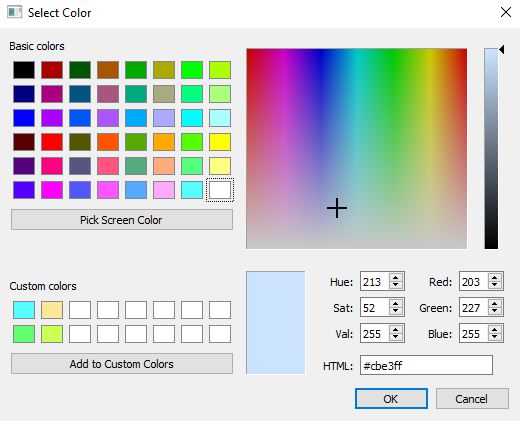 Select Color
Basic colors
Pick Screen Color
Custom colors
Add to Custom Colors
Hue: 213 Red: 203
Sat: 52 Green: 227
Val: 255 Blue: 255
HTML: #cbe3ff
OK Cancel